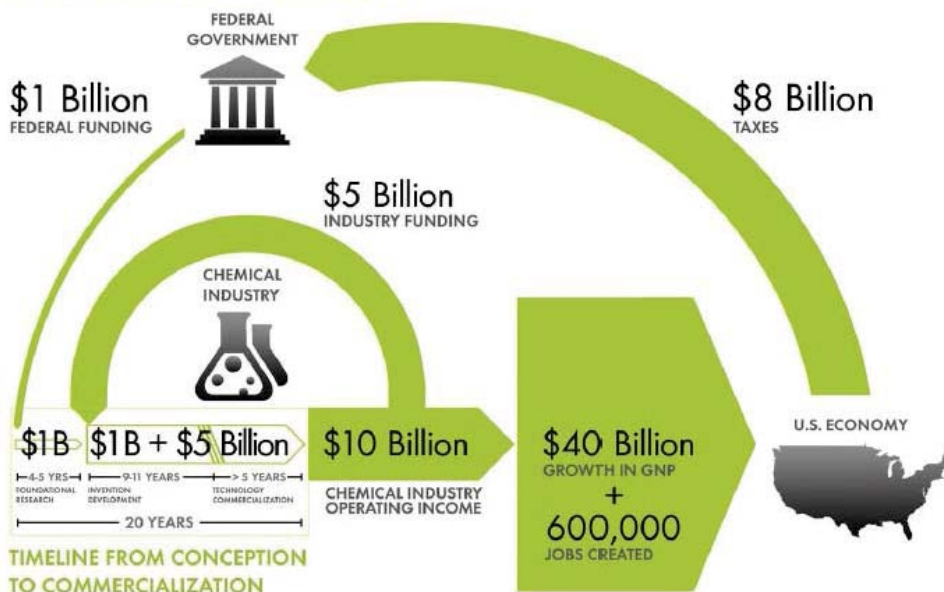 FEDERAL
GOVERNMENT
$1 Billion
FEDERAL FUNDING
$8 Billion
TAXES
$5 Billion
INDUSTRY FUNDING
CHEMICAL
INDUSTRY
$1B
$1B + $5 Billion
$10 Billion
CHEMICAL INDUSTRY
OPERATING INCOME
$40 Billion
GROWTH IN GNP
+
600,000
JOBS CREATED
U.S. ECONOMY
4-5 YRS
FOUNDATIONAL
RESEARCH
9-11 YEARS
INVENTION
DEVELOPMENT
> 5 YEARS
TECHNOLOGY
COMMERCIALIZATION
20 YEARS
TIMELINE FROM CONCEPTION
TO COMMERCIALIZATION